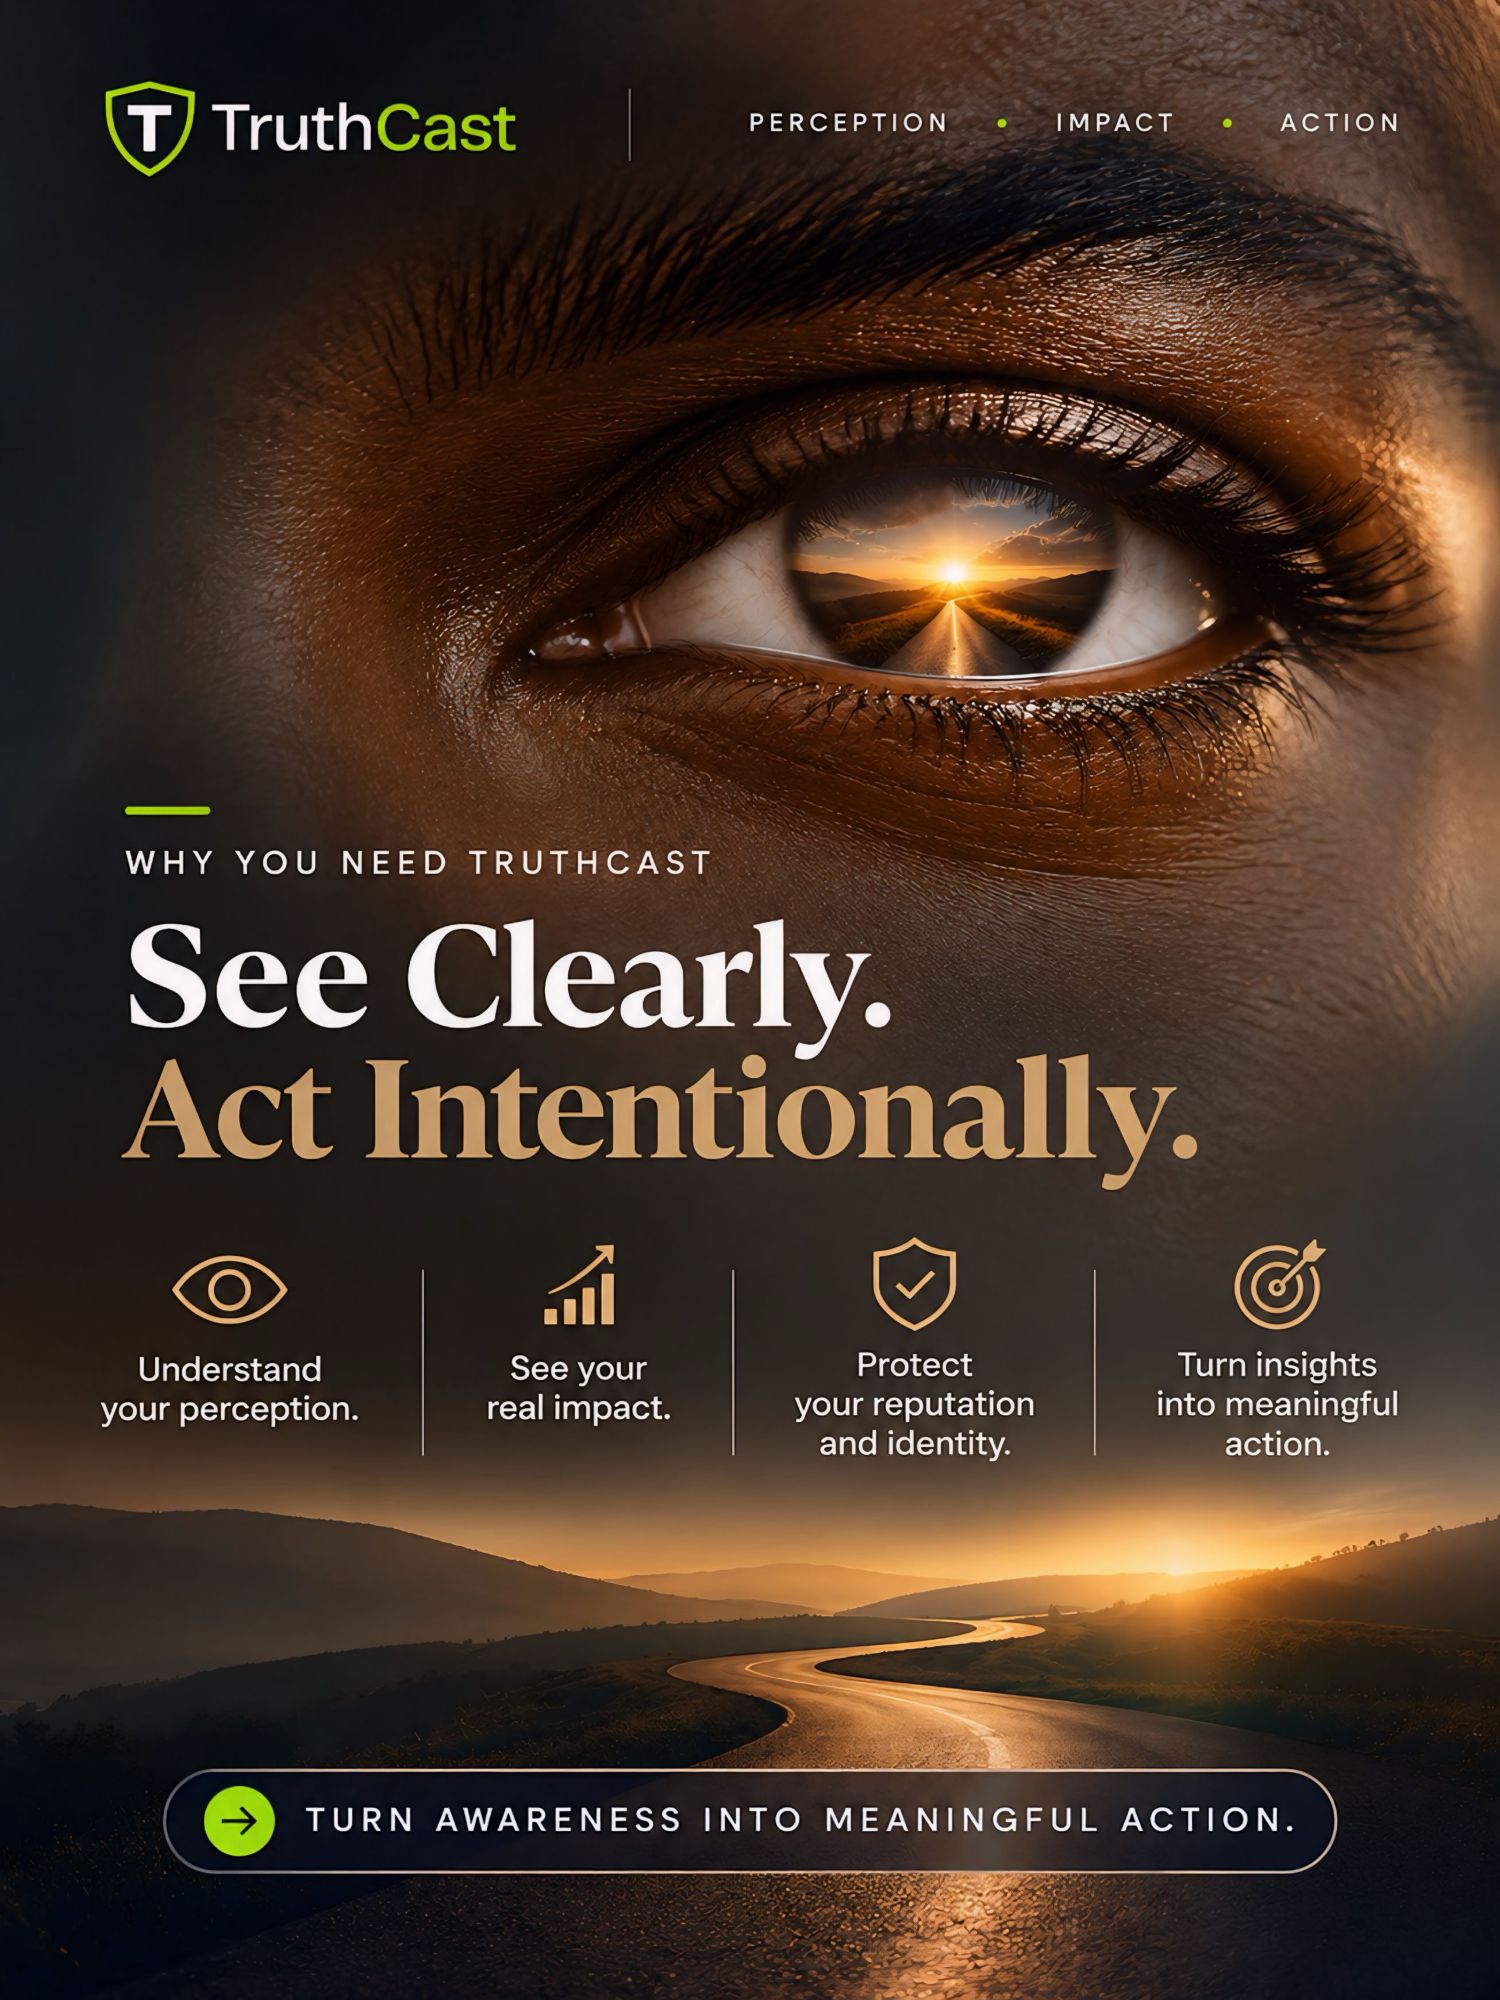 T TruthCast
PERCEPTION • IMPACT • ACTION
WHY YOU NEED TRUTHCAST
See Clearly.
Act Intentionally.
Understand
your perception.
See your
real impact.
Protect
your reputation
and identity.
Turn insights
into meaningful
action.
TURN AWARENESS INTO MEANINGFUL ACTION.